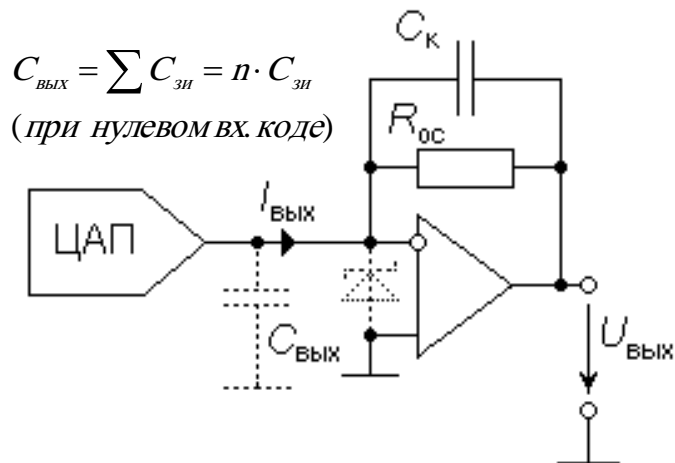 C_К
C_вых = ∑ C_зи = n · C_зи
(при нулевом вх. коде)
R_ос
I_вых
ЦАП
C_вых
U_вых